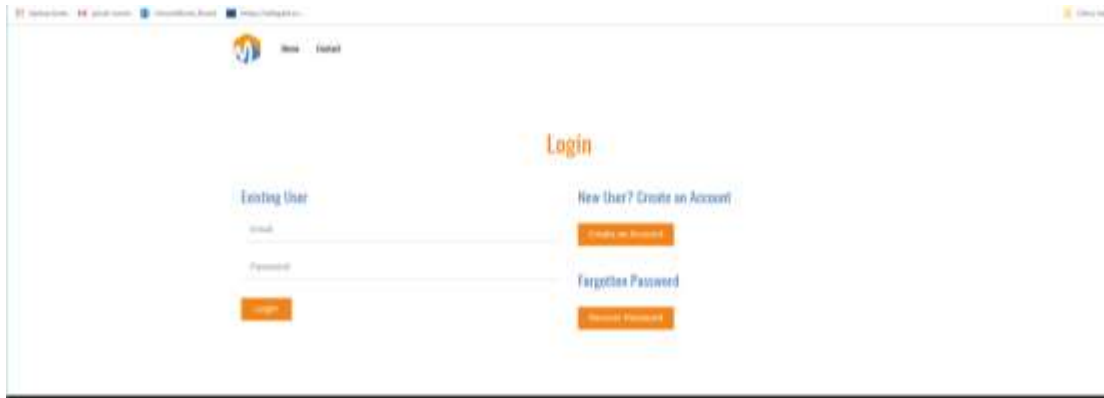 Home Contact
Login
Existing User
Email
Password
Login
New User? Create an Account
Create an Account
Forgotten Password
Recover Password